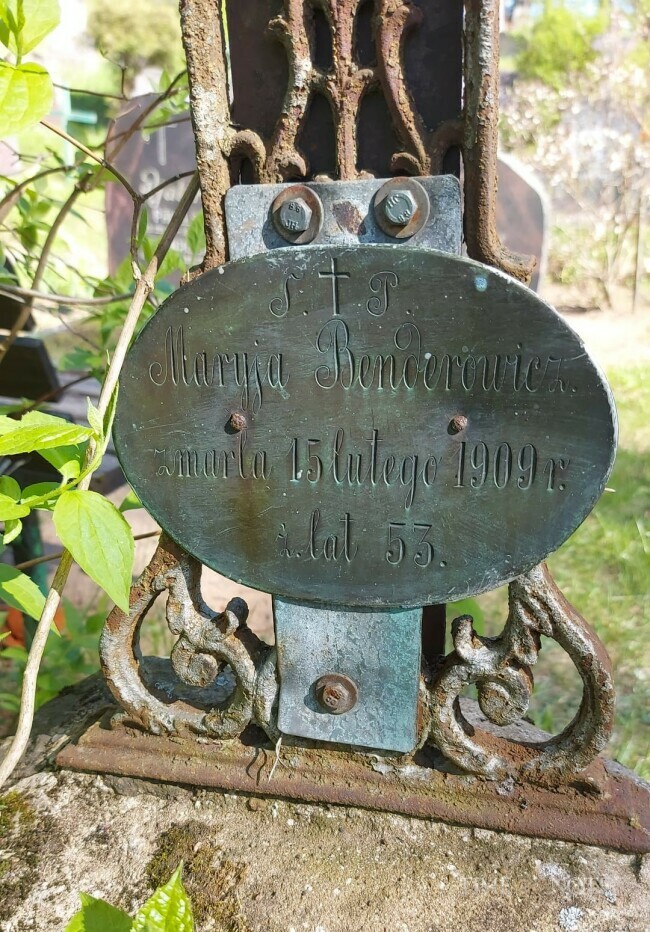 Ś. † P.
Maryja Benderowicz.
zmarła 15 lutego 1909 r.
ż. lat 53.